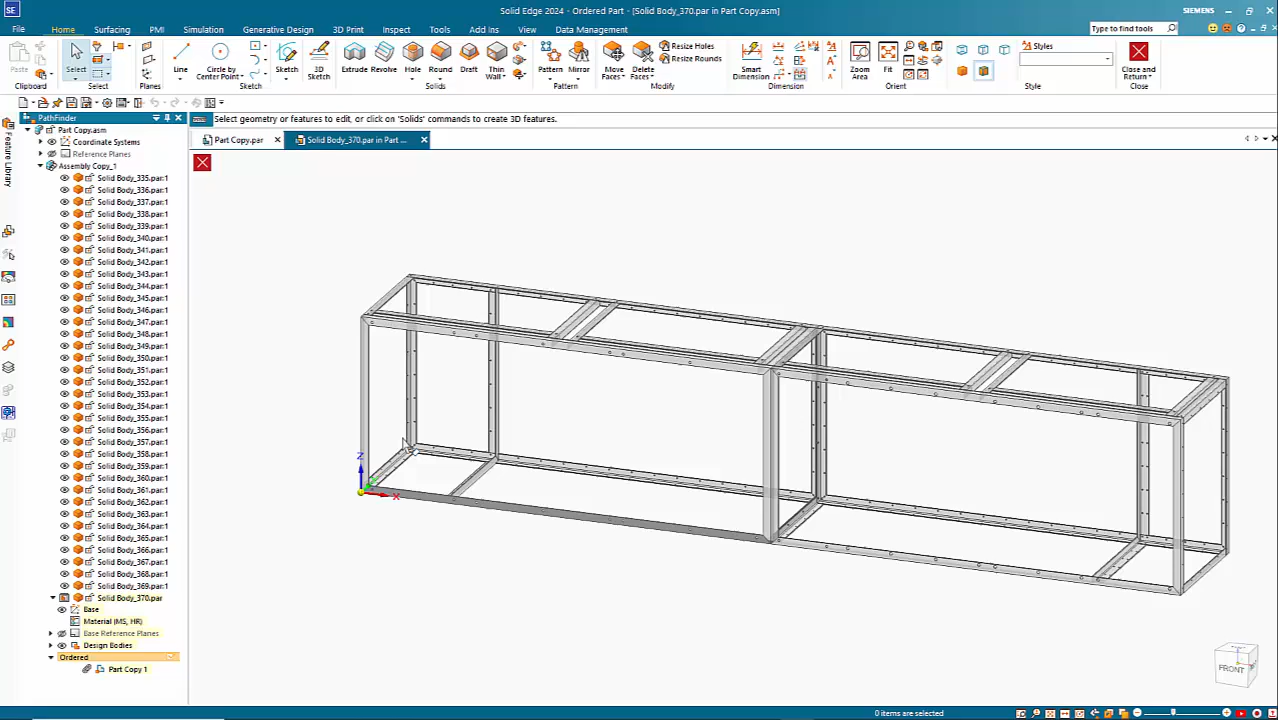 SE
Solid Edge 2024 - Ordered Part - [Solid Body_370.par in Part Copy.asm]
SIEMENS
File Home Surfacing PMI Simulation Generative Design 3D Print Inspect Tools Add Ins View Data Management
Type to find tools
Paste
Select
Line
Circle by Center Point
Sketch
3D Sketch
Extrude
Revolve
Hole
Round
Draft
Thin Wall
Pattern
Mirror
Move Faces
Delete Faces
Resize Holes
Resize Rounds
Smart Dimension
Zoom Area
Fit
Styles
Close and Return
Clipboard Select Planes Sketch Solids Pattern Modify Dimension Orient Style Close
PathFinder
Select geometry or features to edit, or click on 'Solids' commands to create 3D features.
Part Copy.par
Solid Body_370.par in Part ...
Feature Library
Part Copy.asm
Coordinate Systems
Reference Planes
Assembly Copy_1
Solid Body_335.par:1
Solid Body_336.par:1
Solid Body_337.par:1
Solid Body_338.par:1
Solid Body_339.par:1
Solid Body_340.par:1
Solid Body_341.par:1
Solid Body_342.par:1
Solid Body_343.par:1
Solid Body_344.par:1
Solid Body_345.par:1
Solid Body_346.par:1
Solid Body_347.par:1
Solid Body_348.par:1
Solid Body_349.par:1
Solid Body_350.par:1
Solid Body_351.par:1
Solid Body_352.par:1
Solid Body_353.par:1
Solid Body_354.par:1
Solid Body_355.par:1
Solid Body_356.par:1
Solid Body_357.par:1
Solid Body_358.par:1
Solid Body_359.par:1
Solid Body_360.par:1
Solid Body_361.par:1
Solid Body_362.par:1
Solid Body_363.par:1
Solid Body_364.par:1
Solid Body_365.par:1
Solid Body_366.par:1
Solid Body_367.par:1
Solid Body_368.par:1
Solid Body_369.par:1
Solid Body_370.par
Base
Material (MS, HR)
Base Reference Planes
Design Bodies
Ordered
Part Copy 1
Z
X
FRONT
0 items are selected